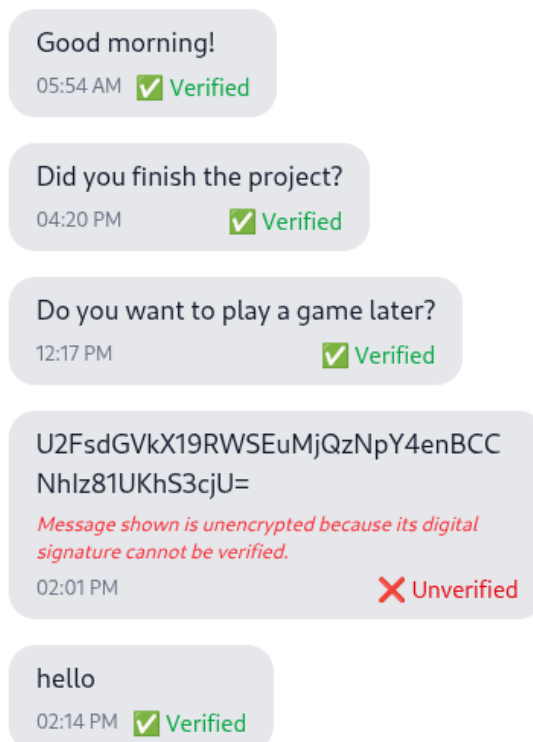 Good morning!
05:54 AM ✅ Verified
Did you finish the project?
04:20 PM ✅ Verified
Do you want to play a game later?
12:17 PM ✅ Verified
U2FsdGVkX19RWSEuMjQzNpY4enBCC
Nhlz81UKhS3cjU=
Message shown is unencrypted because its digital
signature cannot be verified.
02:01 PM ❌ Unverified
hello
02:14 PM ✅ Verified